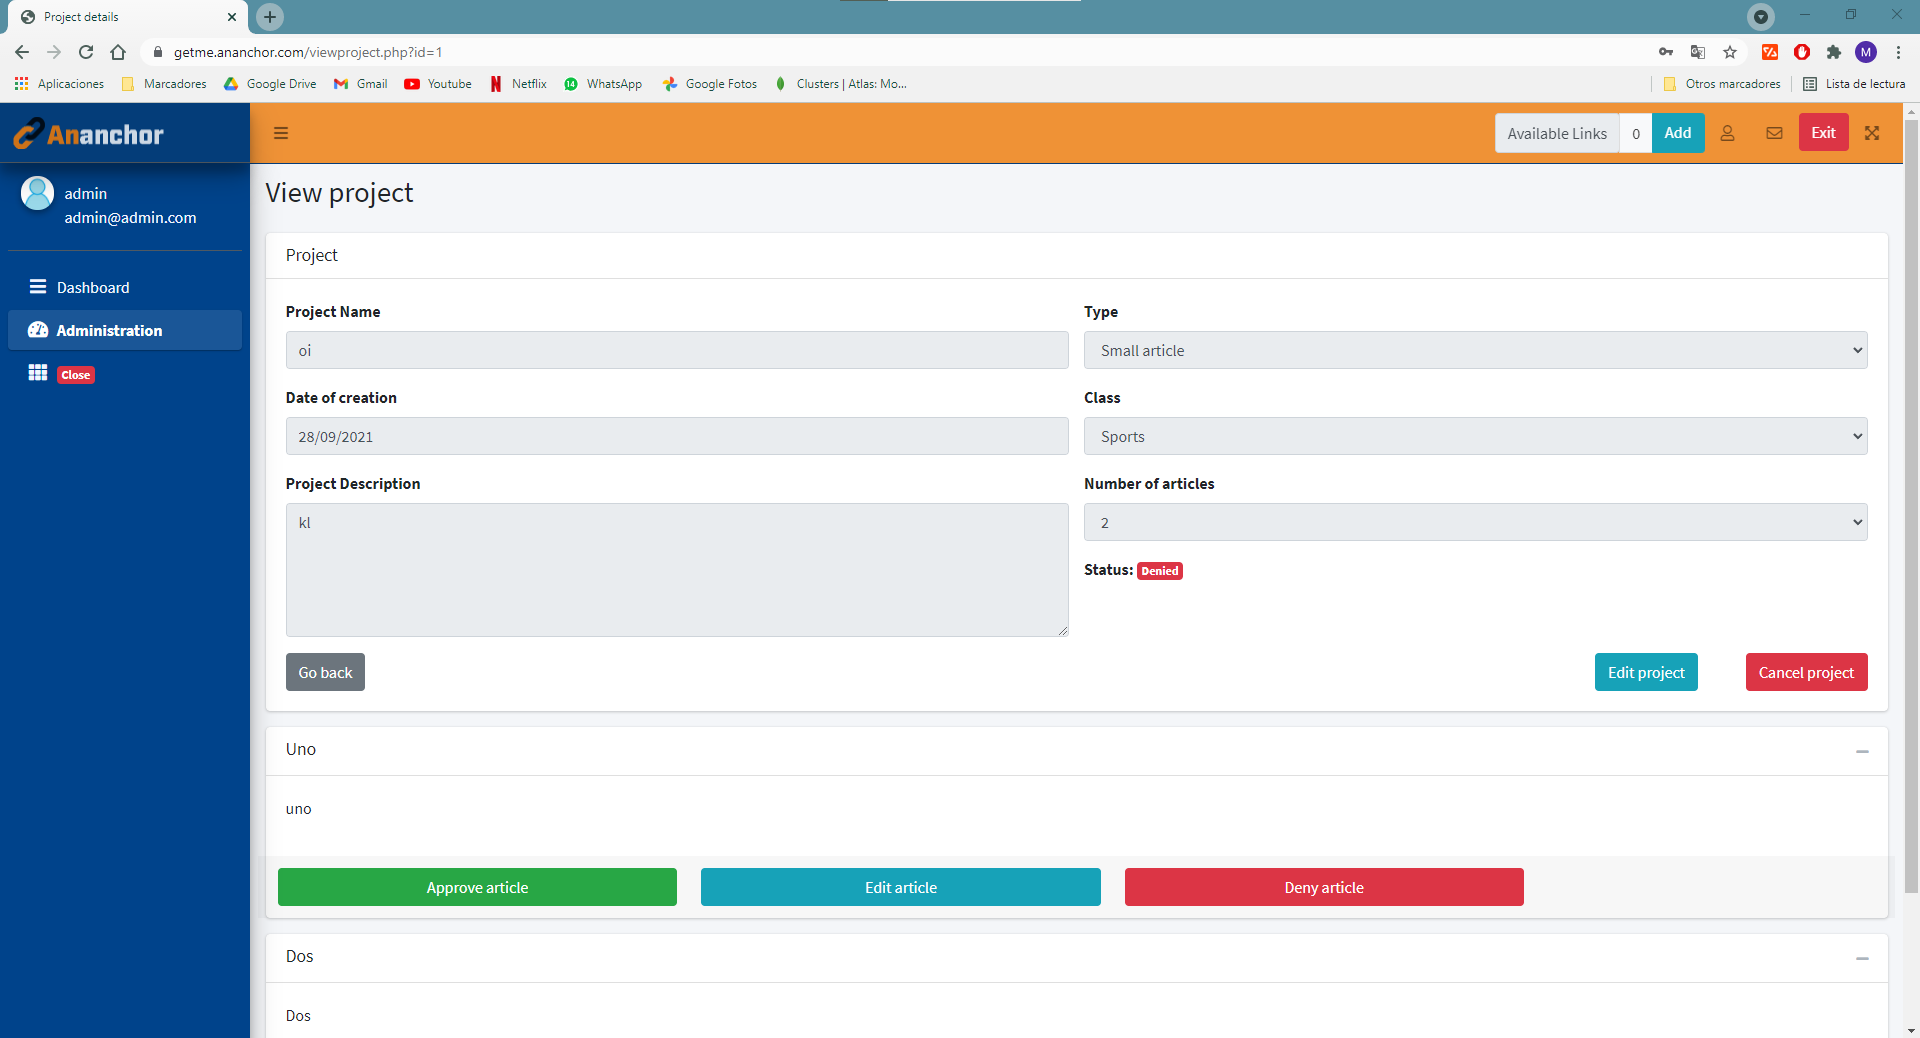 Project details
getme.ananchor.com/viewproject.php?id=1
M
Aplicaciones Marcadores Google Drive Gmail Youtube Netflix 14 WhatsApp Google Fotos Clusters | Atlas: Mo... Otros marcadores Lista de lectura
Ananchor
Available Links 0 Add Exit
admin
admin@admin.com
Dashboard
Administration
Close
View project
Project
Project Name Type
oi Small article
Date of creation Class
28/09/2021 Sports
Project Description Number of articles
kl 2
Status: Denied
Go back Edit project Cancel project
Uno
uno
Approve article Edit article Deny article
Dos
Dos